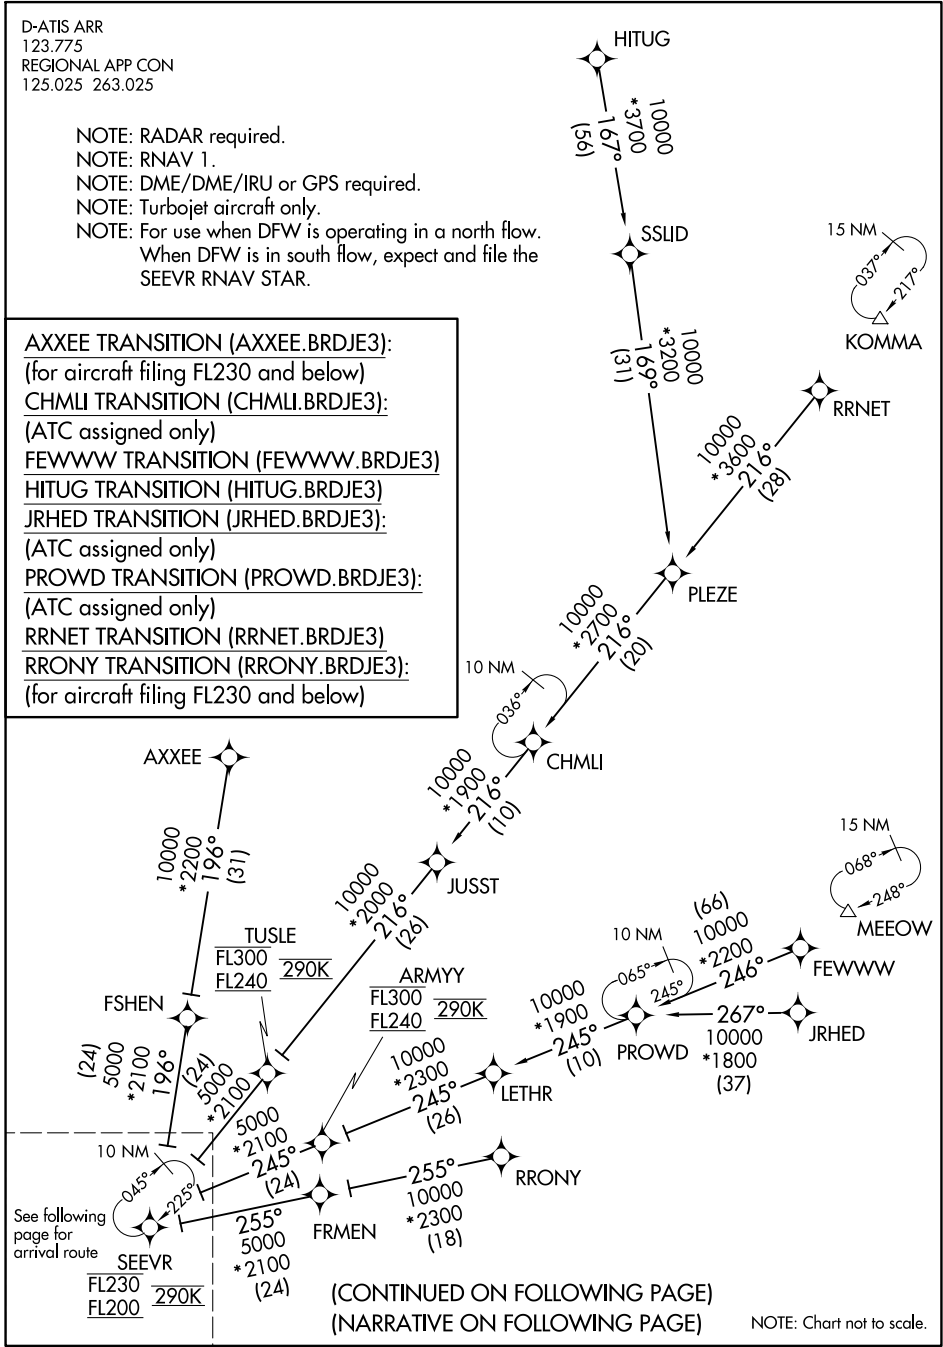 D-ATIS ARR
123.775
REGIONAL APP CON
125.025 263.025
NOTE: RADAR required.
NOTE: RNAV 1.
NOTE: DME/DME/IRU or GPS required.
NOTE: Turbojet aircraft only.
NOTE: For use when DFW is operating in a north flow.
When DFW is in south flow, expect and file the
SEEVR RNAV STAR.
HITUG
10000
*3700
167°
(56)
SSLID
10000
*3200
169°
(31)
15 NM
037°
217°
KOMMA
RRNET
10000
*3600
216°
(28)
PLEZE
AXXEE TRANSITION (AXXEE.BRDJE3):
(for aircraft filing FL230 and below)
CHMLI TRANSITION (CHMLI.BRDJE3):
(ATC assigned only)
FEWWW TRANSITION (FEWWW.BRDJE3)
HITUG TRANSITION (HITUG.BRDJE3)
JRHED TRANSITION (JRHED.BRDJE3):
(ATC assigned only)
PROWD TRANSITION (PROWD.BRDJE3):
(ATC assigned only)
RRNET TRANSITION (RRNET.BRDJE3)
RRONY TRANSITION (RRONY.BRDJE3):
(for aircraft filing FL230 and below)
10000
*2700
216°
(20)
10 NM
036°
CHMLI
10000
*1900
216°
(10)
JUSST
AXXEE
10000
*2200
196°
(31)
10000
*2000
216°
(26)
15 NM
068°
248°
MEEOW
TUSLE
FL300
FL240
290K
ARMYY
FL300
FL240
290K
FSHEN
(24)
5000
*2100
196°
(24)
5000
*2100
(66)
10000
*2200
246°
FEWWW
10 NM
065°
245°
PROWD
267°
10000
*1800
(37)
JRHED
10000
*1900
245°
(10)
LETHR
10000
*2300
245°
(26)
5000
*2100
245°
(24)
RRONY
255°
10000
*2300
(18)
FRMEN
255°
5000
*2100
(24)
10 NM
045°
225°
See following
page for
arrival route
SEEVR
FL230
FL200
290K
(CONTINUED ON FOLLOWING PAGE)
(NARRATIVE ON FOLLOWING PAGE)
NOTE: Chart not to scale.